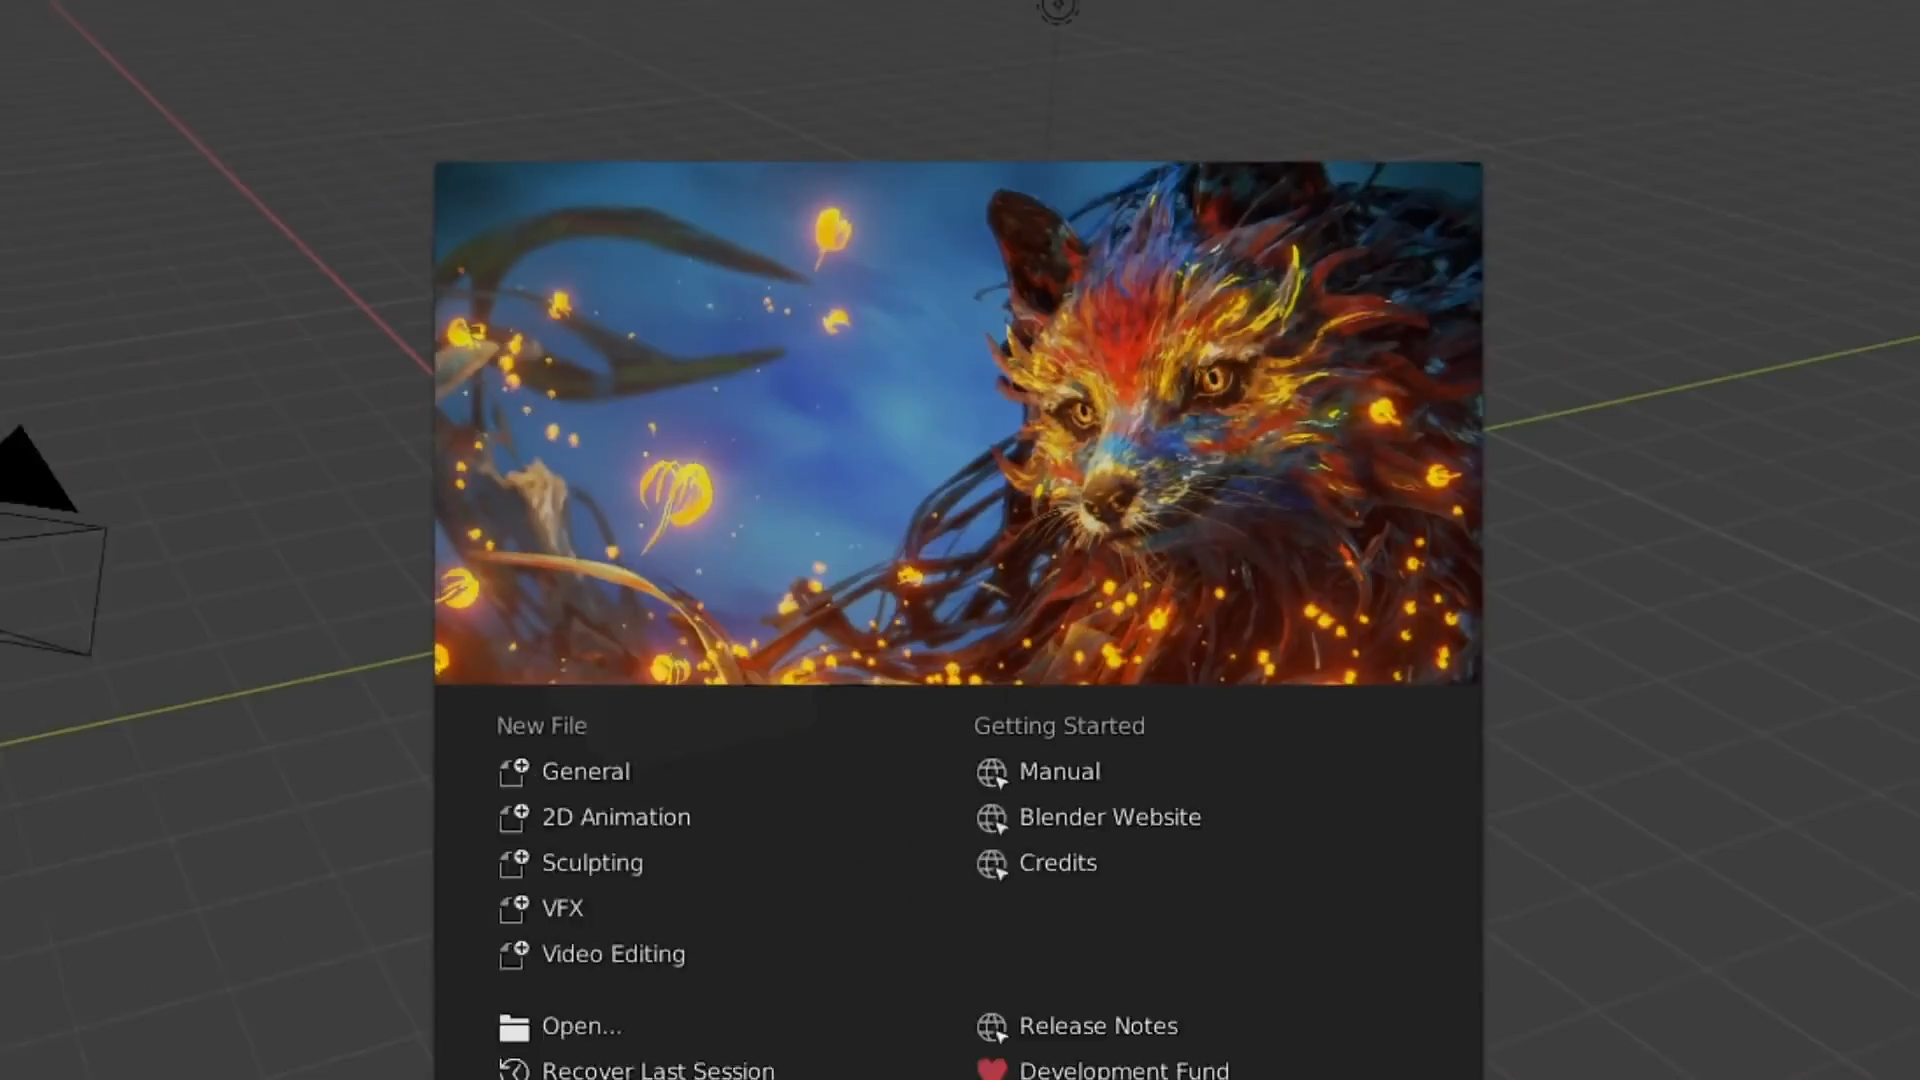 New File
General
2D Animation
Sculpting
VFX
Video Editing
Open...
Recover Last Session
Getting Started
Manual
Blender Website
Credits
Release Notes
Development Fund